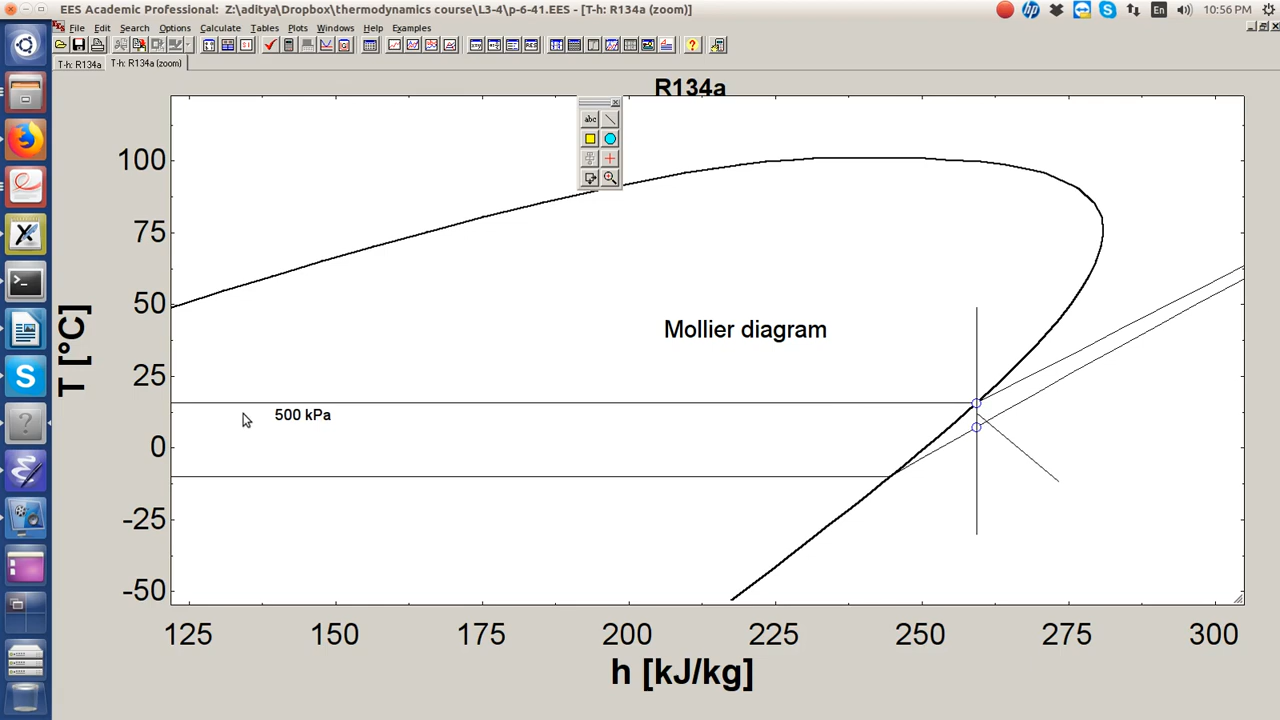 EES Academic Professional: Z:\aditya\Dropbox\thermodynamics course\L3-4\p-6-41.EES - [T-h: R134a (zoom)]
En
10:56 PM
File Edit Search Options Calculate Tables Plots Windows Help Examples
T-h: R134a
T-h: R134a (zoom)
R134a
abc
100
75
50
25
0
-25
-50
T [°C]
Mollier diagram
500 kPa
125 150 175 200 225 250 275 300
h [kJ/kg]